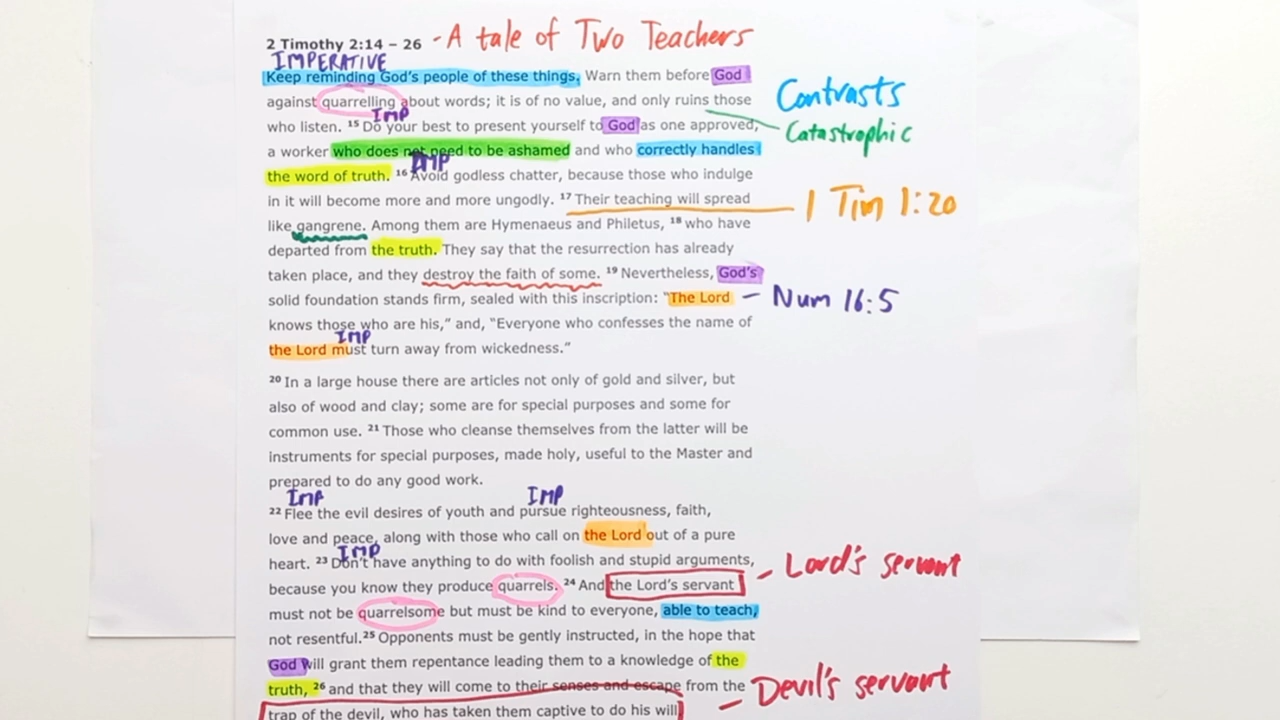 2 Timothy 2:14 – 26 - A tale of Two Teachers
IMPERATIVE
Keep reminding God's people of these things. Warn them before God
against quarrelling about words; it is of no value, and only ruins those
Contrasts
Imp
who listen. 15 Do your best to present yourself to God as one approved,
Catastrophic
a worker who does not need to be ashamed and who correctly handles
IMP
the word of truth. 16 Avoid godless chatter, because those who indulge
in it will become more and more ungodly. 17 Their teaching will spread
1 Tim 1:20
like gangrene. Among them are Hymenaeus and Philetus, 18 who have
departed from the truth. They say that the resurrection has already
taken place, and they destroy the faith of some. 19 Nevertheless, God's
solid foundation stands firm, sealed with this inscription: "The Lord
- Num 16:5
knows those who are his," and, "Everyone who confesses the name of
Imp
the Lord must turn away from wickedness."
20 In a large house there are articles not only of gold and silver, but
also of wood and clay; some are for special purposes and some for
common use. 21 Those who cleanse themselves from the latter will be
instruments for special purposes, made holy, useful to the Master and
prepared to do any good work.
Imp Imp
22 Flee the evil desires of youth and pursue righteousness, faith,
love and peace, along with those who call on the Lord out of a pure
Imp
heart. 23 Don't have anything to do with foolish and stupid arguments,
because you know they produce quarrels. 24 And the Lord's servant
- Lord's servant
must not be quarrelsome but must be kind to everyone, able to teach,
not resentful.25 Opponents must be gently instructed, in the hope that
God will grant them repentance leading them to a knowledge of the
truth, 26 and that they will come to their senses and escape from the
- Devil's servant
trap of the devil, who has taken them captive to do his will